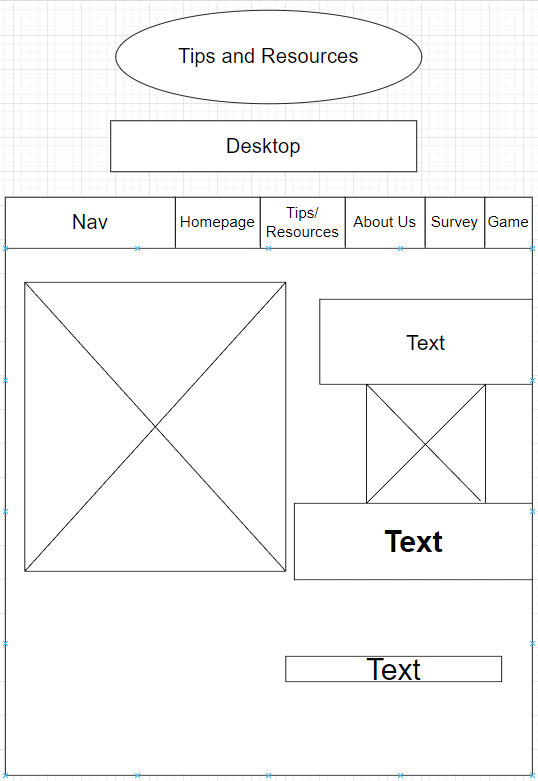 Tips and Resources
Desktop
Nav
Homepage
Tips/
Resources
About Us
Survey
Game
Text
Text
Text